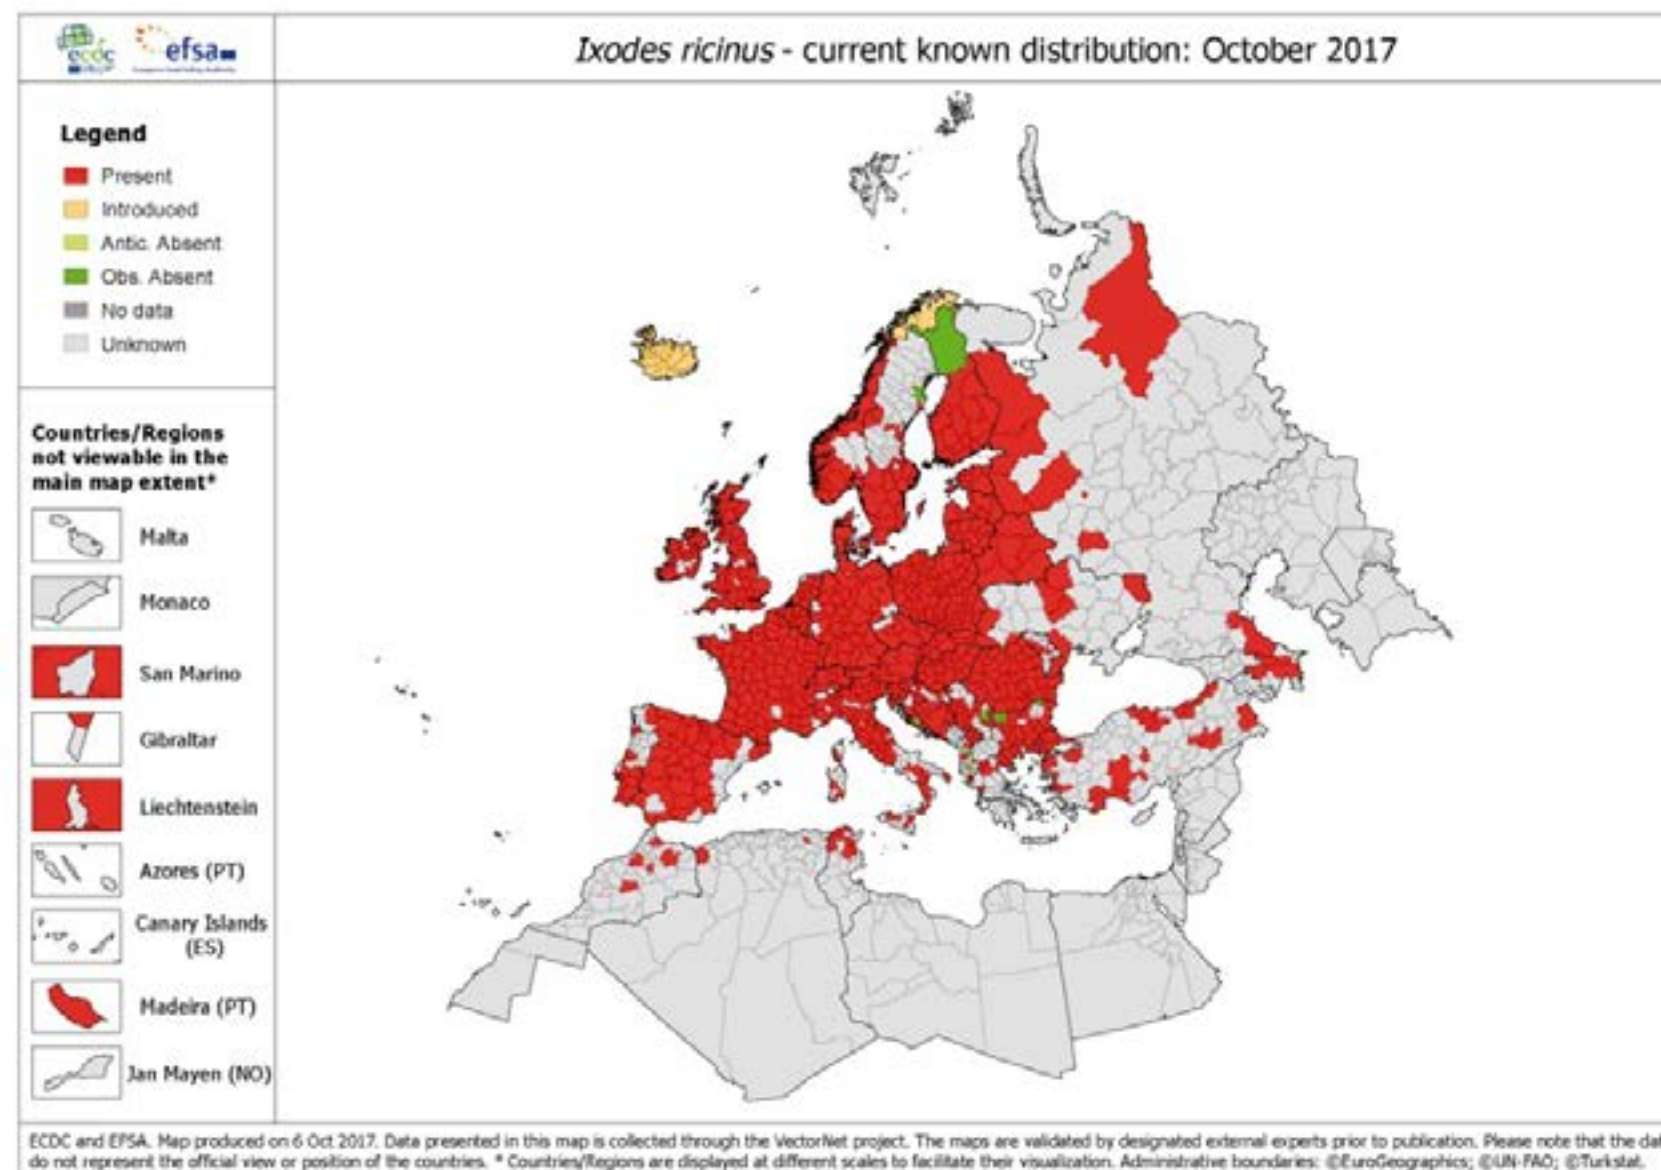 ecdc
efsa
Ixodes ricinus - current known distribution: October 2017
Legend
Present
Introduced
Antic. Absent
Obs. Absent
No data
Unknown
Countries/Regions
not viewable in the
main map extent*
Malta
Monaco
San Marino
Gibraltar
Liechtenstein
Azores (PT)
Canary Islands
(ES)
Madeira (PT)
Jan Mayen (NO)
ECDC and EFSA. Map produced on 6 Oct 2017. Data presented in this map is collected through the VectorNet project. The maps are validated by designated external experts prior to publication. Please note that the
do not represent the official view or position of the countries. * Countries/Regions are displayed at different scales to facilitate their visualization. Administrative boundaries: ©EuroGeographics; ©UN-FAO; ©Turkstat.